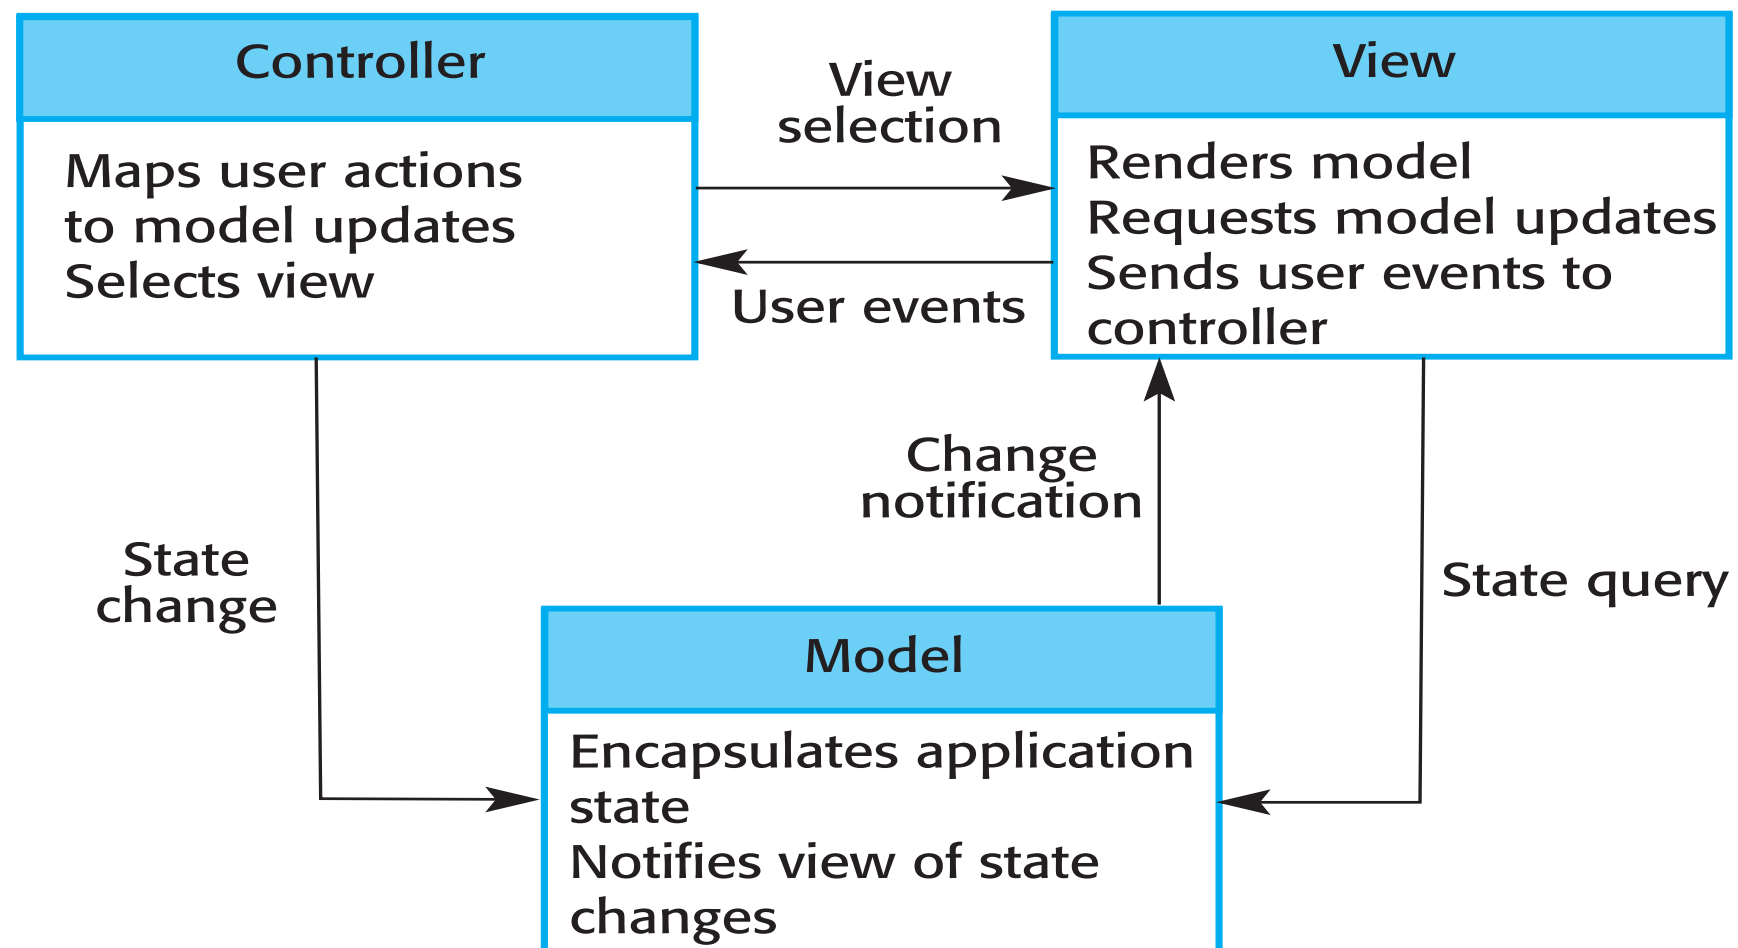 Controller
Maps user actions
to model updates
Selects view
View
selection
User events
View
Renders model
Requests model updates
Sends user events to
controller
State
change
Change
notification
State query
Model
Encapsulates application
state
Notifies view of state
changes